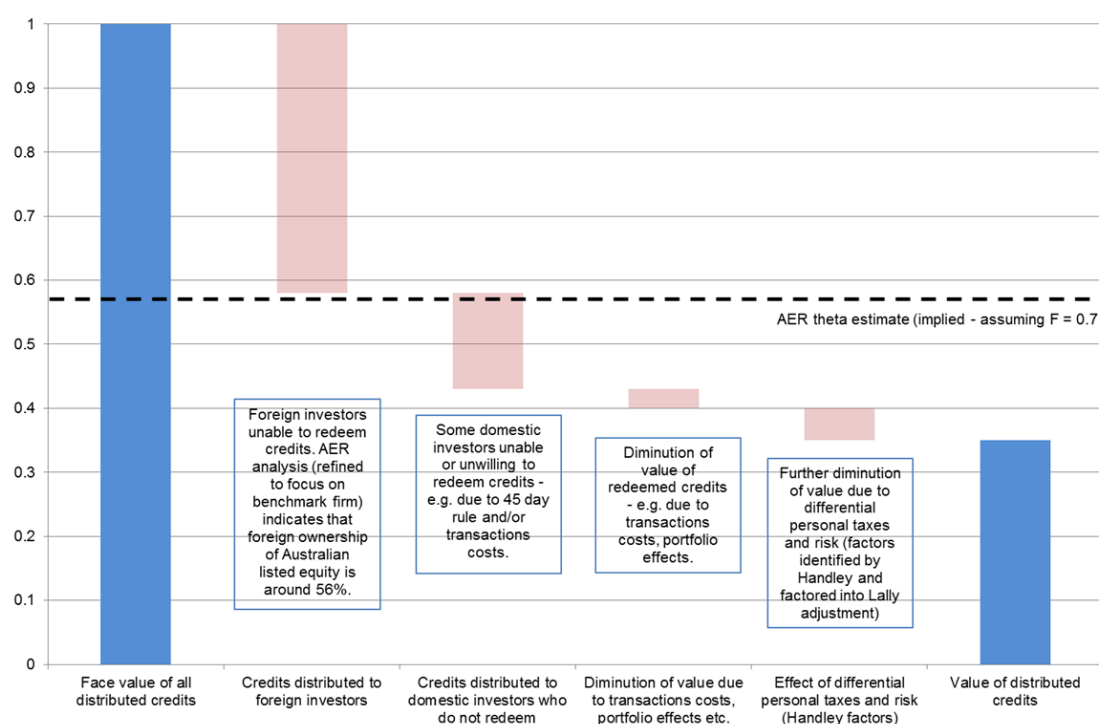 1
0.9
0.8
0.7
0.6
0.5
0.4
0.3
0.2
0.1
0
AER theta estimate (implied - assuming F = 0.7
Foreign investors
unable to redeem
credits. AER
analysis (refined
to focus on
benchmark firm)
indicates that
foreign ownership
of Australian
listed equity is
around 56%.
Some domestic
investors unable
or unwilling to
redeem credits -
e.g. due to 45 day
rule and/or
transactions
costs.
Diminution of
value of
redeemed credits
- e.g. due to
transactions
costs, portfolio
effects.
Further diminution
of value due to
differential
personal taxes
and risk (factors
identified by
Handley and
factored into Lally
adjustment)
Face value of all
distributed credits
Credits distributed to
foreign investors
Credits distributed to
domestic investors who
do not redeem
Diminution of value due
to transactions costs,
portfolio effects etc.
Effect of differential
personal taxes and risk
(Handley factors)
Value of distributed
credits